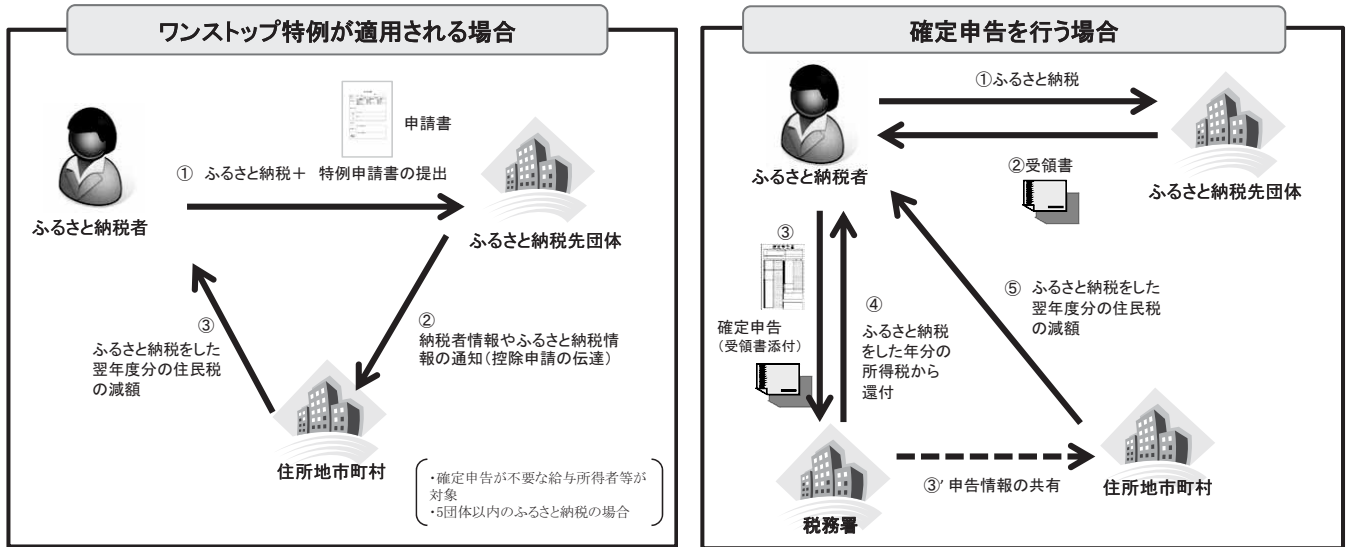 ワンストップ特例が適用される場合
申請書
① ふるさと納税＋ 特例申請書の提出
ふるさと納税者
ふるさと納税先団体
②
納税者情報やふるさと納税情
報の通知(控除申請の伝達)
③
ふるさと納税をした
翌年度分の住民税
の減額
住所地市町村
・確定申告が不要な給与所得者等が
対象
・5団体以内のふるさと納税の場合
確定申告を行う場合
①ふるさと納税
ふるさと納税者
②受領書
ふるさと納税先団体
③
確定申告
(受領書添付)
④
ふるさと納税
をした年分の
所得税から
還付
⑤ ふるさと納税をした
翌年度分の住民税
の減額
税務署
③’申告情報の共有
住所地市町村